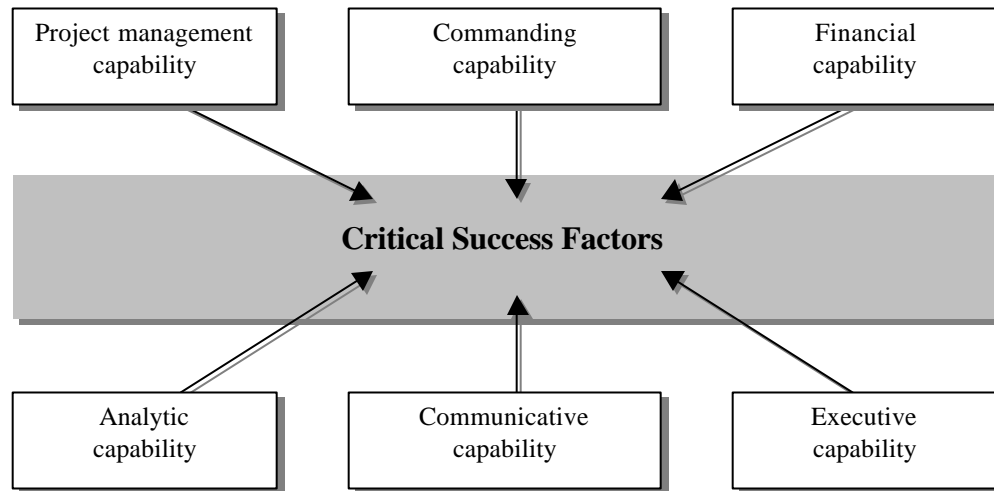 Project management
capability
Commanding
capability
Financial
capability
Critical Success Factors
Analytic
capability
Communicative
capability
Executive
capability